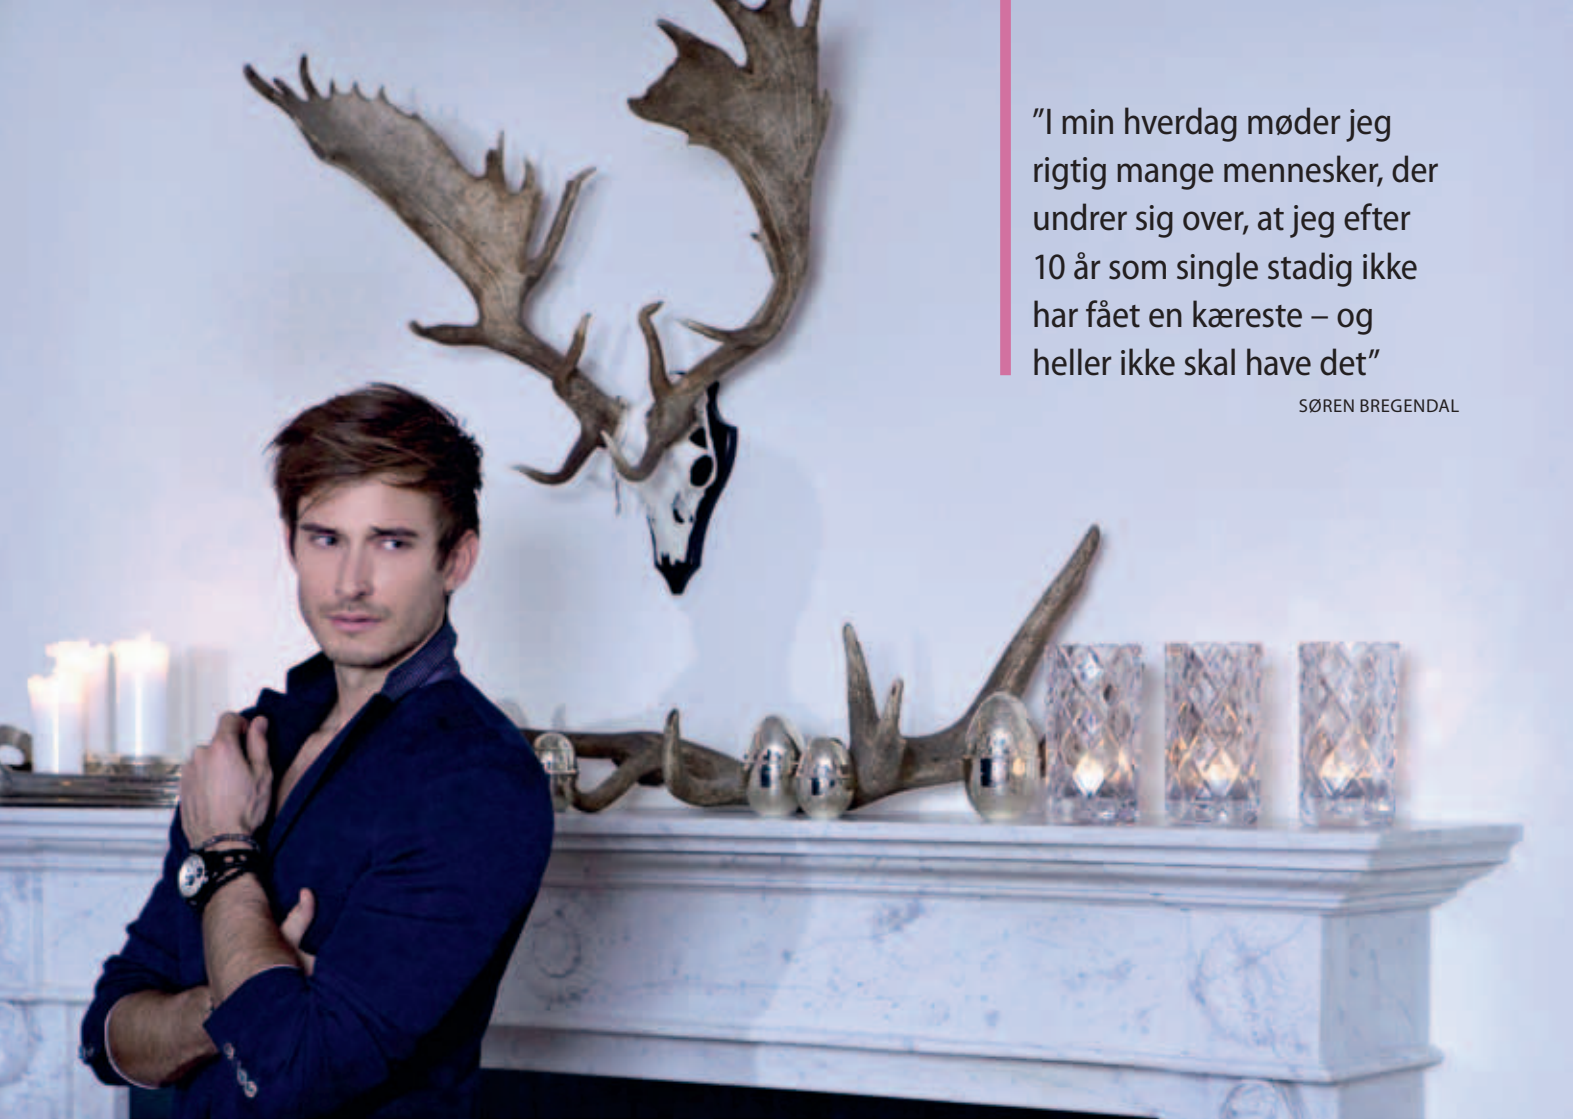 ”I min hverdag møder jeg
rigtig mange mennesker, der
undrer sig over, at jeg efter
10 år som single stadig ikke
har fået en kæreste – og
heller ikke skal have det”
SØREN BREGENDAL